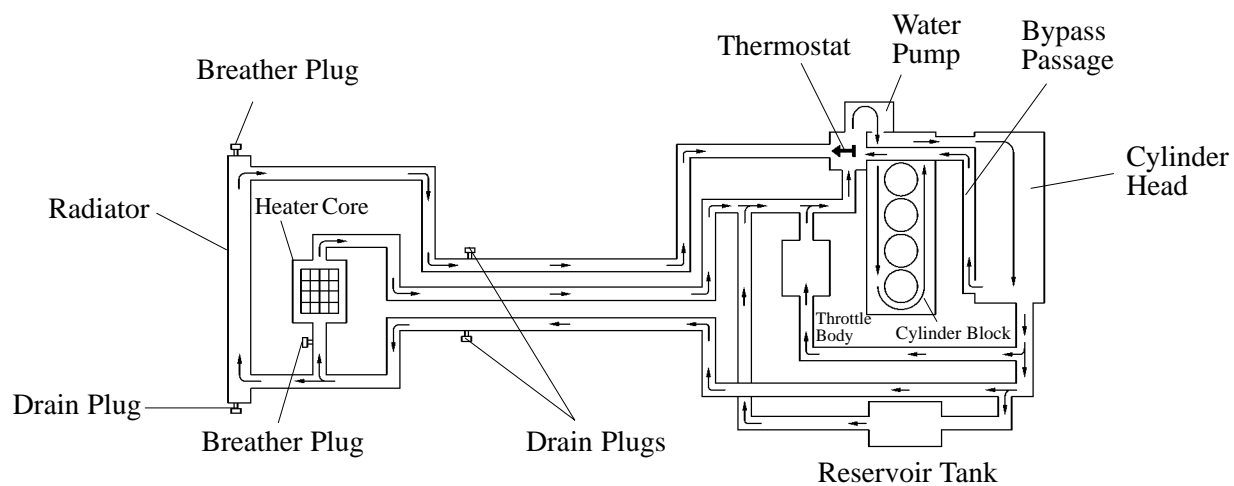 Water
Pump
Bypass
Passage
Thermostat
Breather Plug
Cylinder
Head
Radiator
Heater Core
Throttle
Body
Cylinder Block
Drain Plug
Breather Plug
Drain Plugs
Reservoir Tank